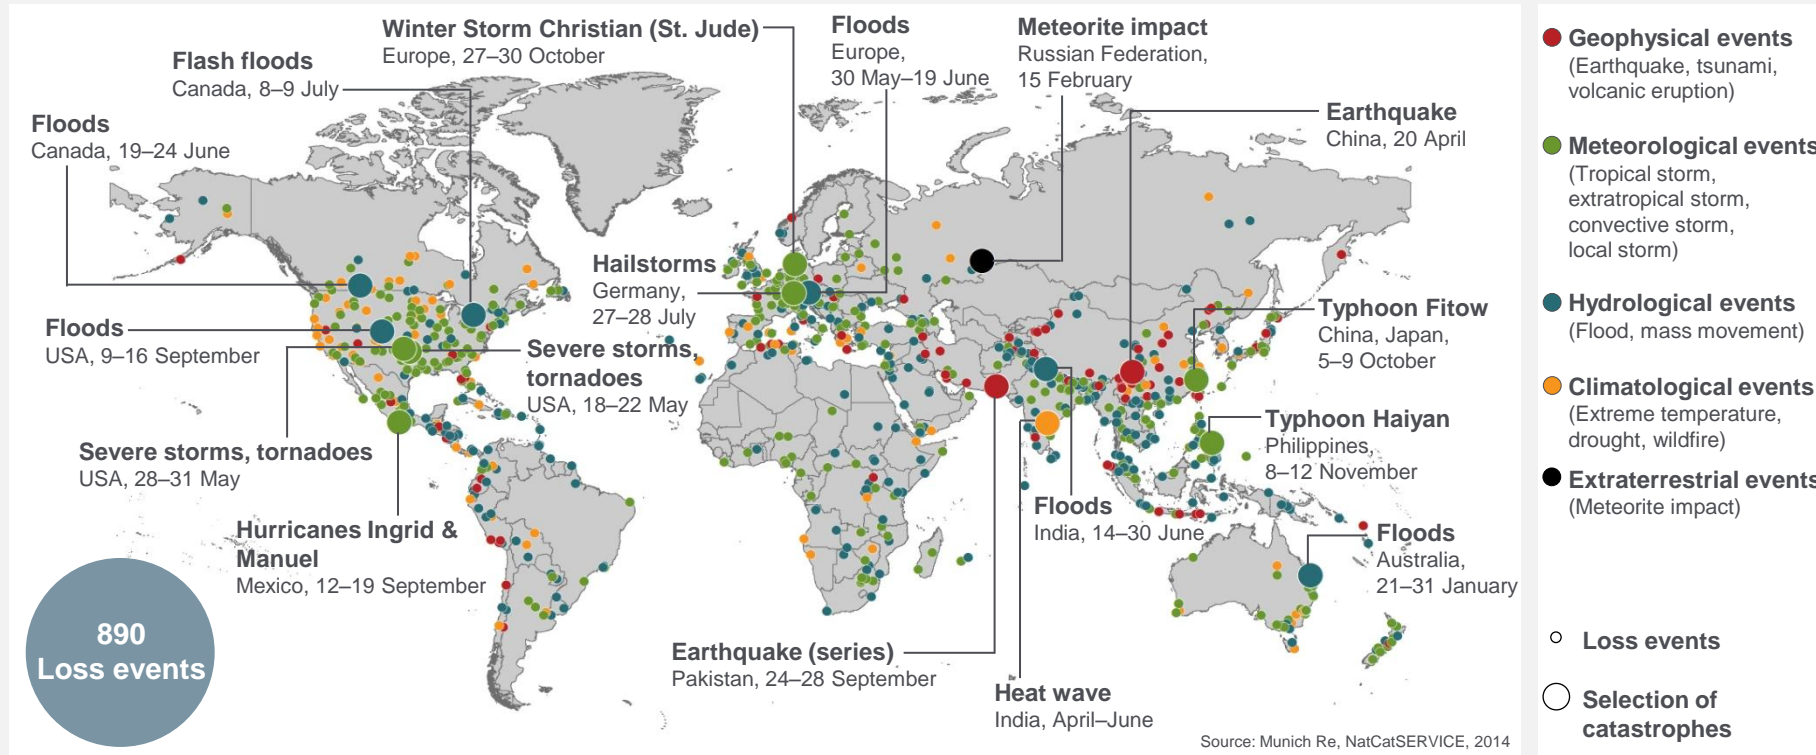 Winter Storm Christian (St. Jude)
Europe, 27–30 October
Floods
Europe,
30 May–19 June
Meteorite impact
Russian Federation,
15 February
Flash floods
Canada, 8–9 July
Earthquake
China, 20 April
Floods
Canada, 19–24 June
Hailstorms
Germany,
27–28 July
Typhoon Fitow
China, Japan,
5–9 October
Floods
USA, 9–16 September
Severe storms,
tornadoes
USA, 18–22 May
Typhoon Haiyan
Philippines,
8–12 November
Severe storms, tornadoes
USA, 28–31 May
Floods
India, 14–30 June
Hurricanes Ingrid &
Manuel
Mexico, 12–19 September
Floods
Australia,
21–31 January
890
Loss events
Earthquake (series)
Pakistan, 24–28 September
Heat wave
India, April–June
Source: Munich Re, NatCatSERVICE, 2014
Geophysical events
(Earthquake, tsunami,
volcanic eruption)
Meteorological events
(Tropical storm,
extratropical storm,
convective storm,
local storm)
Hydrological events
(Flood, mass movement)
Climatological events
(Extreme temperature,
drought, wildfire)
Extraterrestrial events
(Meteorite impact)
Loss events
Selection of
catastrophes